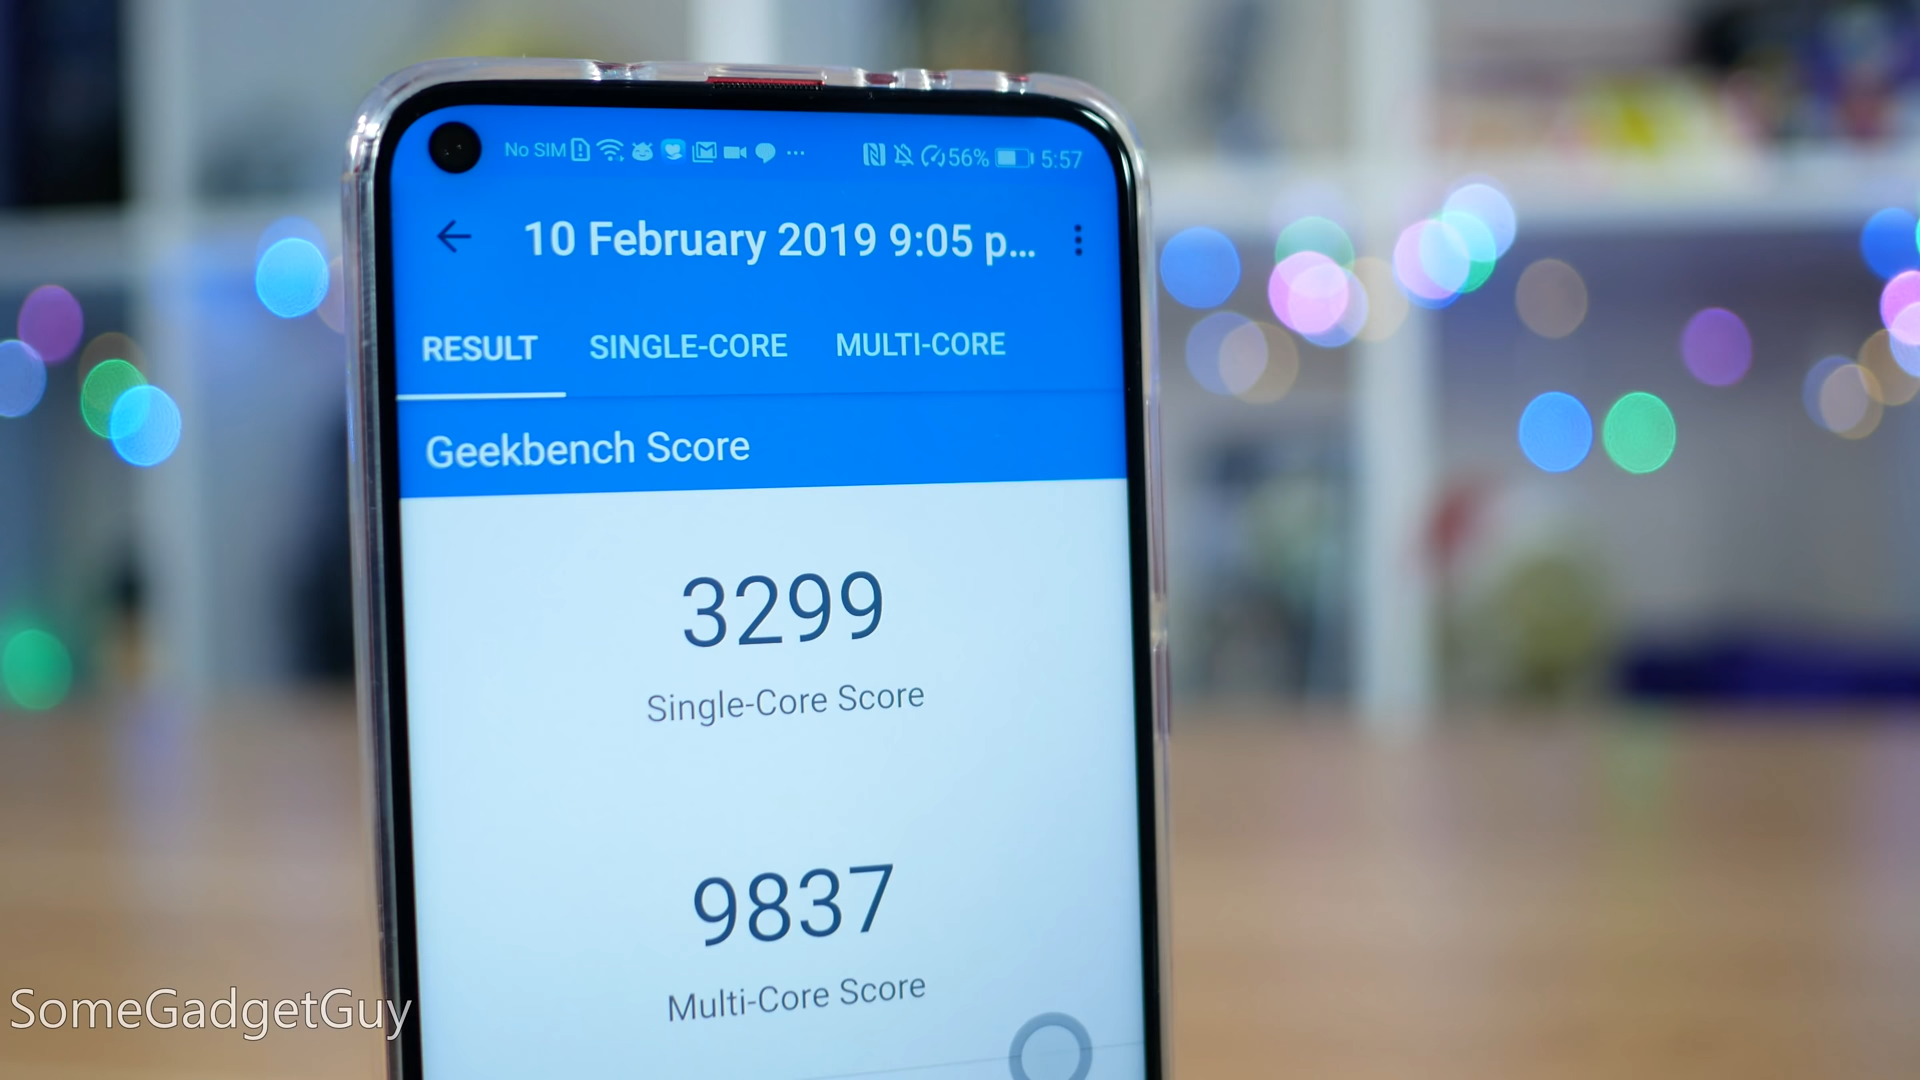 No SIM 56% 5:57
10 February 2019 9:05 p...
RESULT SINGLE-CORE MULTI-CORE
Geekbench Score
3299
Single-Core Score
9837
Multi-Core Score
SomeGadgetGuy